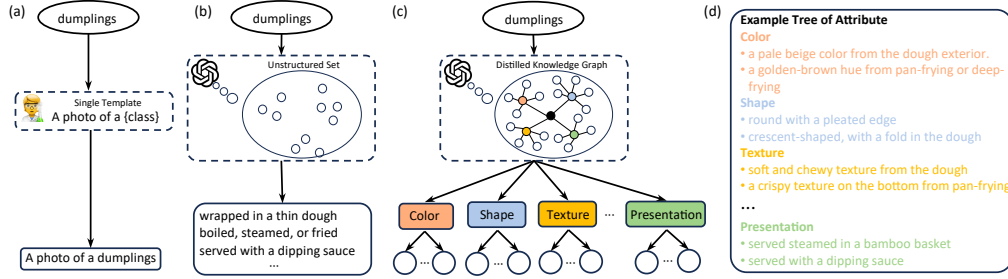 (a)
dumplings
Single Template
A photo of a {class}
A photo of a dumplings
(b)
dumplings
Unstructured Set
wrapped in a thin dough
boiled, steamed, or fried
served with a dipping sauce
...
(c)
dumplings
Distilled Knowledge Graph
Color
Shape
Texture
...
Presentation
...
...
...
...
(d)
Example Tree of Attribute
Color
• a pale beige color from the dough exterior.
• a golden-brown hue from pan-frying or deep-
frying
Shape
• round with a pleated edge
• crescent-shaped, with a fold in the dough
Texture
• soft and chewy texture from the dough
• a crispy texture on the bottom from pan-frying
...
Presentation
• served steamed in a bamboo basket
• served with a dipping sauce